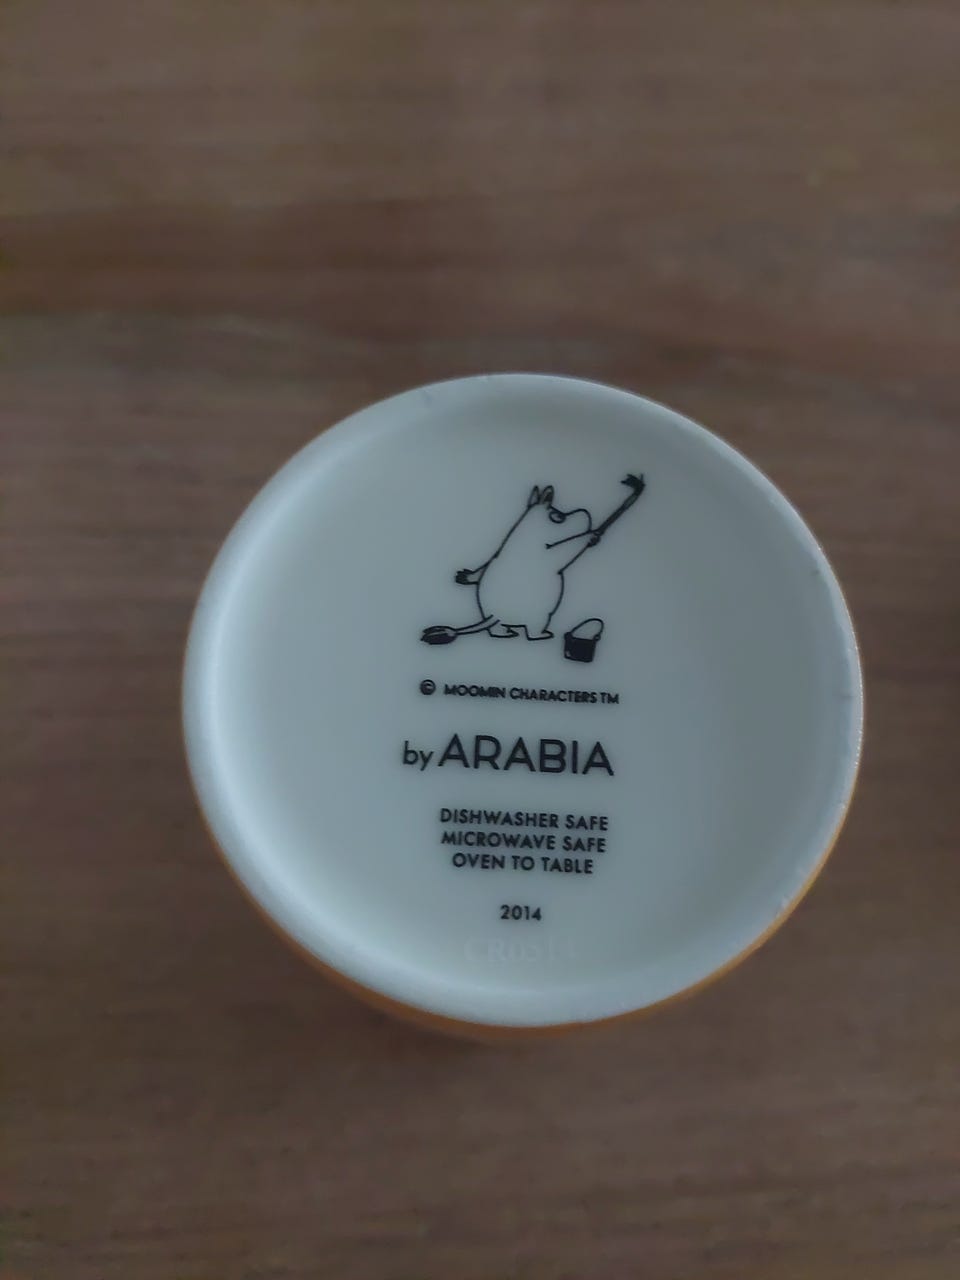 © MOOMIN CHARACTERS TM
by ARABIA
DISHWASHER SAFE
MICROWAVE SAFE
OVEN TO TABLE
2014